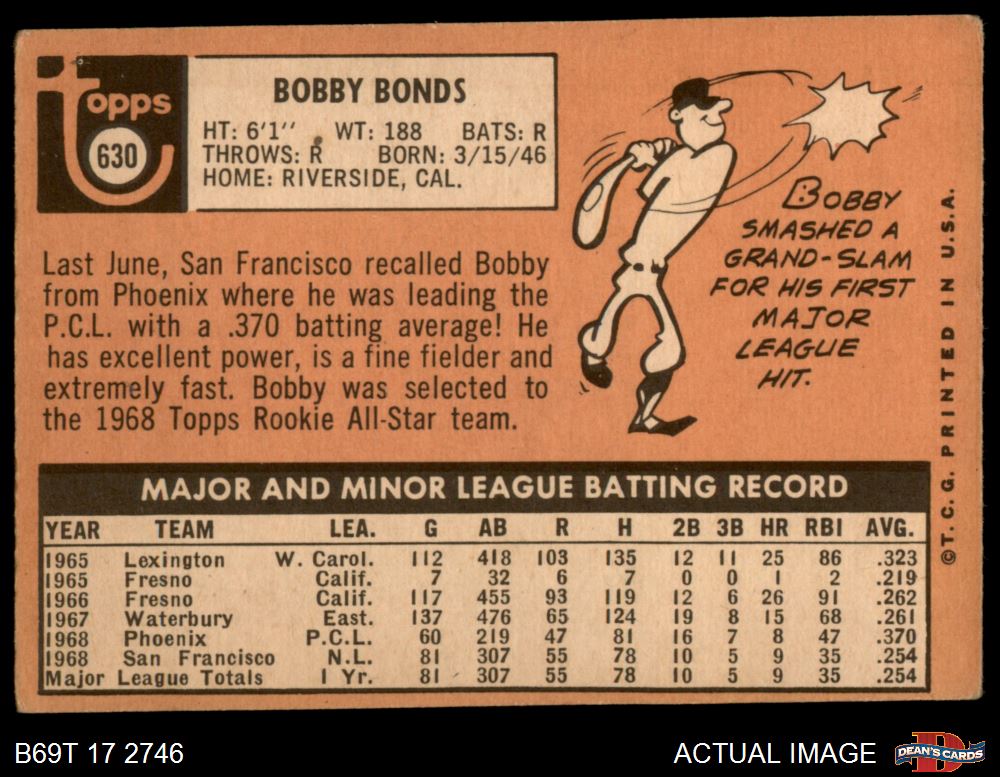 topps
630
BOBBY BONDS
HT: 6'1'' WT: 188 BATS: R
THROWS: R BORN: 3/15/46
HOME: RIVERSIDE, CAL.
BOBBY
SMASHED A
GRAND-SLAM
FOR HIS FIRST
MAJOR
LEAGUE
HIT.
Last June, San Francisco recalled Bobby
from Phoenix where he was leading the
P.C.L. with a .370 batting average! He
has excellent power, is a fine fielder and
extremely fast. Bobby was selected to
the 1968 Topps Rookie All-Star team.
MAJOR AND MINOR LEAGUE BATTING RECORD
YEAR TEAM LEA. G AB R H 2B 3B HR RBI AVG.
1965 Lexington W. Carol. 112 418 103 135 12 11 25 86 .323
1965 Fresno Calif. 7 32 6 7 0 0 1 2 .219
1966 Fresno Calif. 117 455 93 119 12 6 26 91 .262
1967 Waterbury East. 137 476 65 124 19 8 15 68 .261
1968 Phoenix P.C.L. 60 219 47 81 16 7 8 47 .370
1968 San Francisco N.L. 81 307 55 78 10 5 9 35 .254
Major League Totals 1 Yr. 81 307 55 78 10 5 9 35 .254
©T.C.G. PRINTED IN U.S.A.
B69T 17 2746
ACTUAL IMAGE
D
DEAN'S CARDS